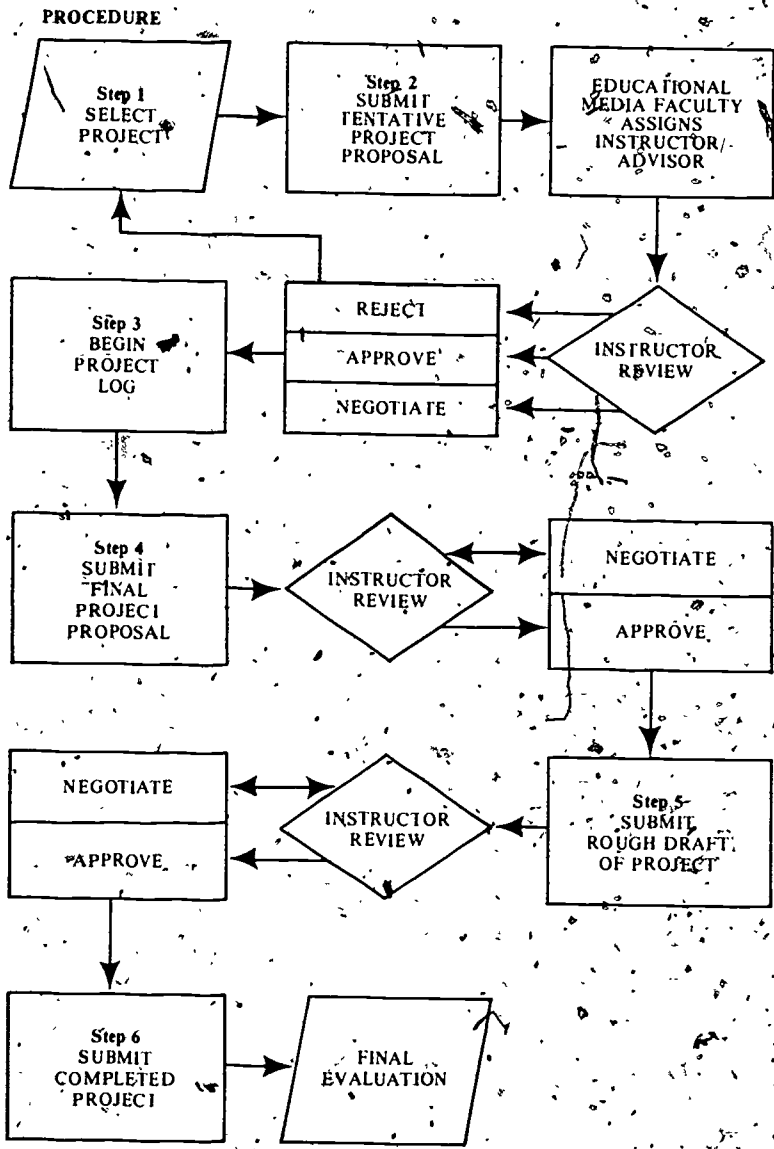 PROCEDURE
Step 1
SELECT
PROJECT
Step 2
SUBMIT
TENTATIVE
PROJECT
PROPOSAL
EDUCATIONAL
MEDIA FACULTY
ASSIGNS
INSTRUCTOR/
ADVISOR
INSTRUCTOR
REVIEW
REJECT
APPROVE
NEGOTIATE
Step 3
BEGIN
PROJECT
LOG
Step 4
SUBMIT
FINAL
PROJECT
PROPOSAL
INSTRUCTOR
REVIEW
NEGOTIATE
APPROVE
Step 5
SUBMIT
ROUGH DRAFT
OF PROJECT
INSTRUCTOR
REVIEW
NEGOTIATE
APPROVE
Step 6
SUBMIT
COMPLETED
PROJECT
FINAL
EVALUATION